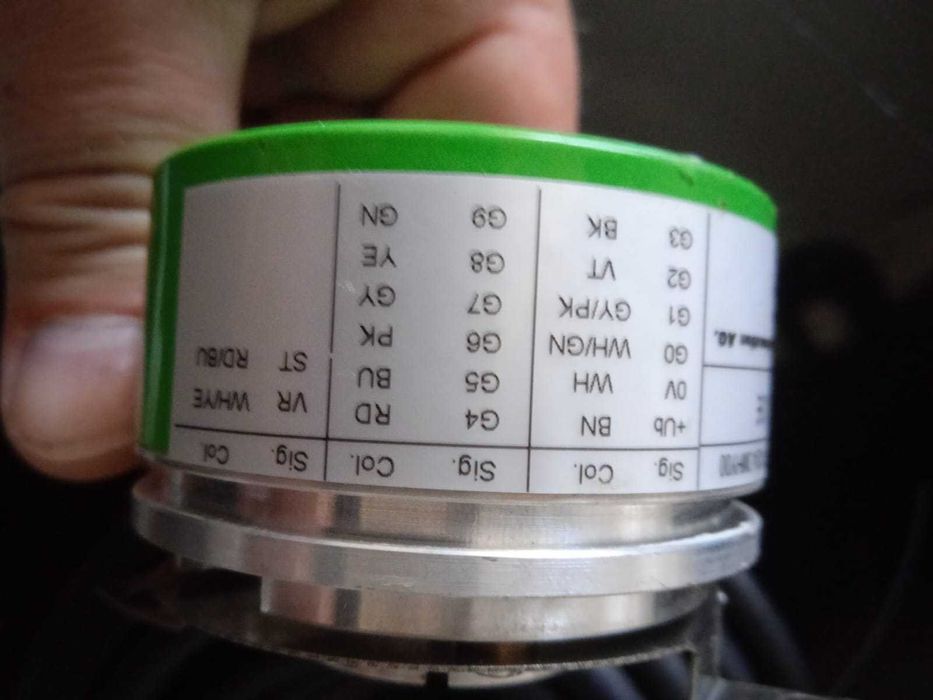 Sig. Col. Sig. Col. Sig. Col.
+Ub BN G4 RD VR WH/YE
0V WH G5 BU ST RD/BU
G0 WH/GN G6 PK
G1 GY/PK G7 GY
G2 VT G8 YE
G3 BK G9 GN
AG.